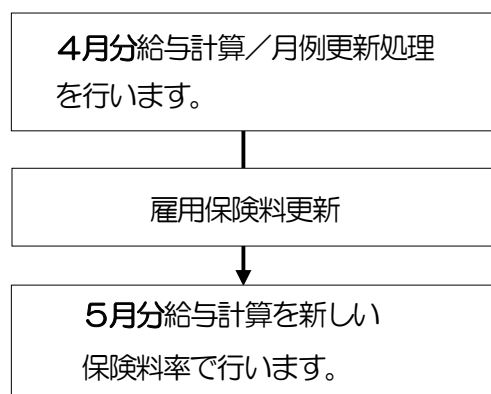 ４月分給与計算／月例更新処理
を行います。
雇用保険料更新
５月分給与計算を新しい
保険料率で行います。